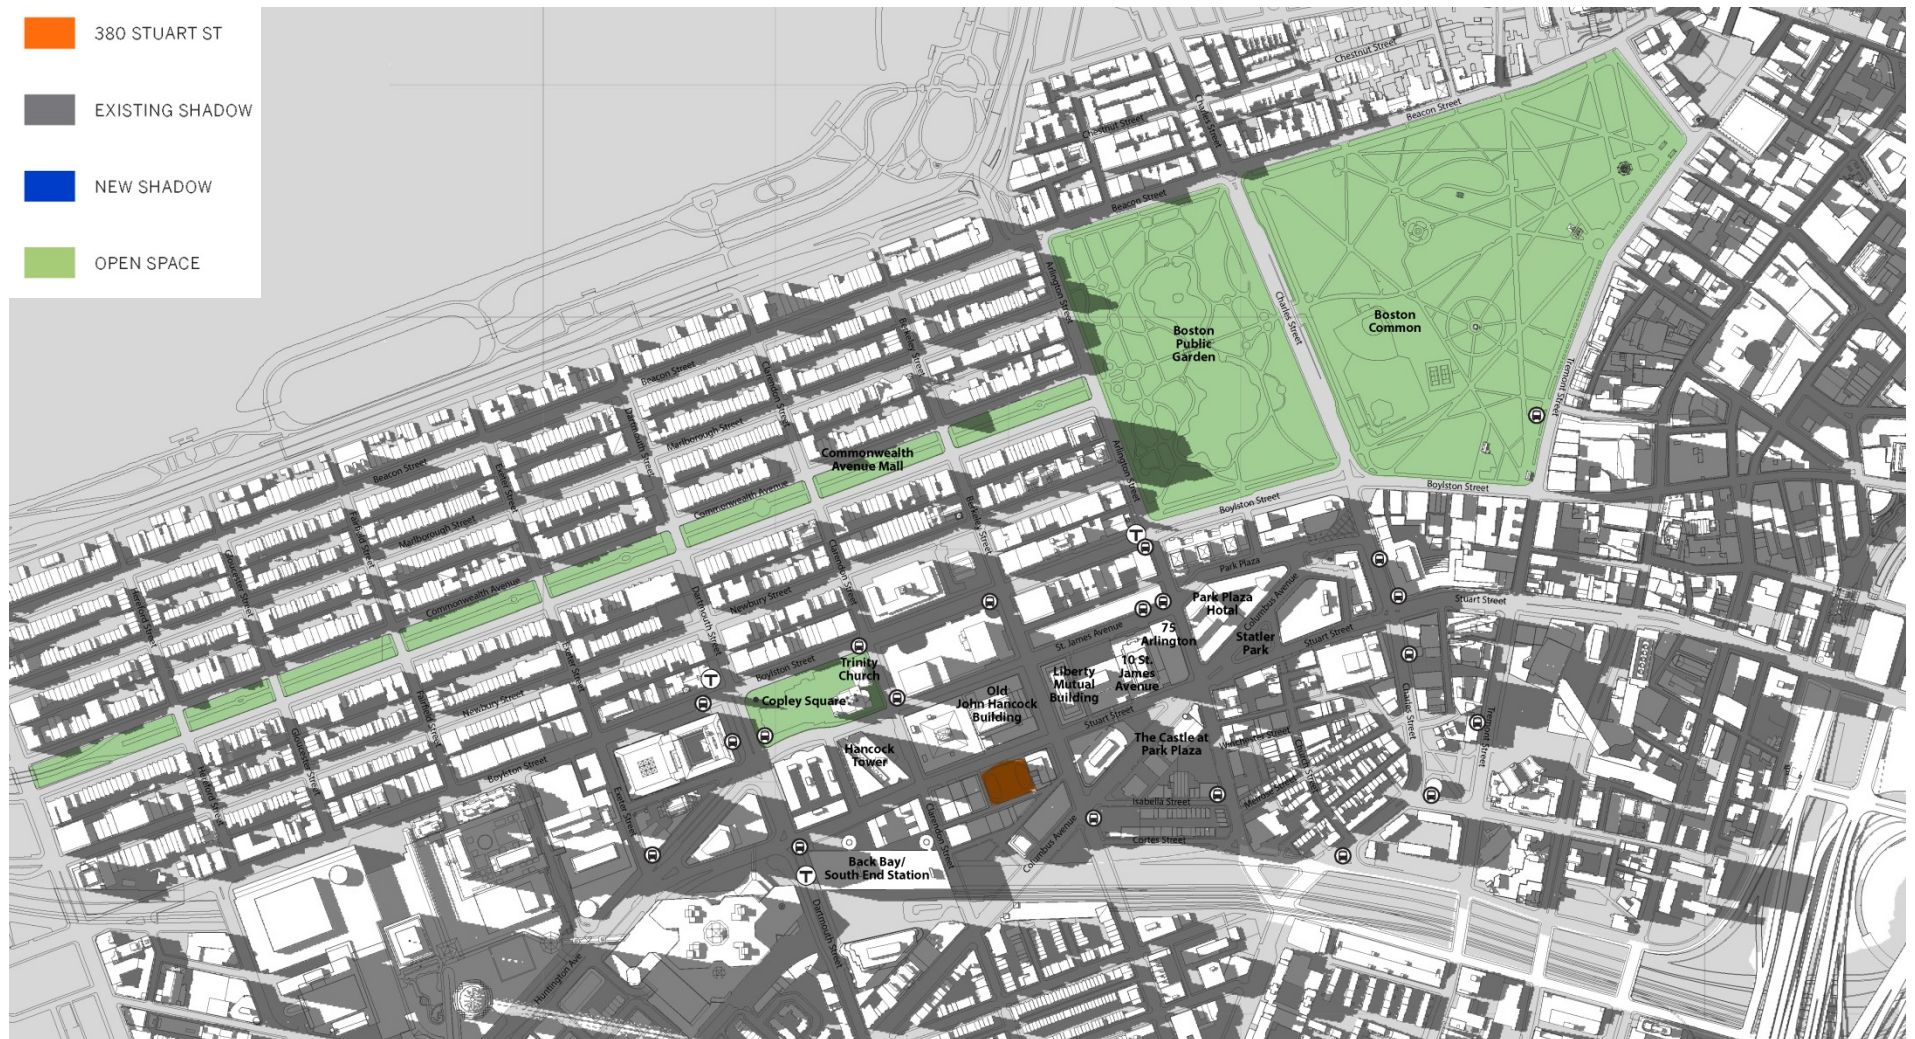 380 STUART ST
EXISTING SHADOW
NEW SHADOW
OPEN SPACE
Chestnut Street
Chestnut Street
Charles Street
Beacon Street
Beacon Street
Arlington Street
Boston
Public
Garden
Charles Street
Boston
Common
Tremont Street
Berkeley Street
Beacon Street
Clarendon Street
Dartmouth Street
Marlborough Street
Commonwealth
Avenue Mall
Arlington Street
Beacon Street
Exeter Street
Commonwealth Avenue
Boylston Street
Boylston Street
Fairfield Street
Marlborough Street
Berkeley Street
T
Gloucester Street
Clarendon Street
Park Plaza
Hereford Street
Commonwealth Avenue
Newbury Street
Dartmouth Street
Park Plaza
Hotal
Columbus Avenue
Stuart Street
St. James Avenue
75
Arlington
Statler
Park
Stuart Street
Exeter Street
Boylston Street
Trinity
Church
T
10 St.
James
Avenue
Liberty
Mutual
Building
Old
John Hancock
Building
Copley Square
Fairfield Street
Newbury Street
Stuart Street
Charles Street
Tremont Street
Gloucester Street
Hancock
Tower
The Castle at
Park Plaza
Winchester Street
Church Street
Boylston Street
Hereford Street
Exeter Street
Isabella Street
Melrose Street
Clarendon Street
Columbus Avenue
Cortes Street
Back Bay/
South End Station
T
Dartmouth Street
Huntington Ave